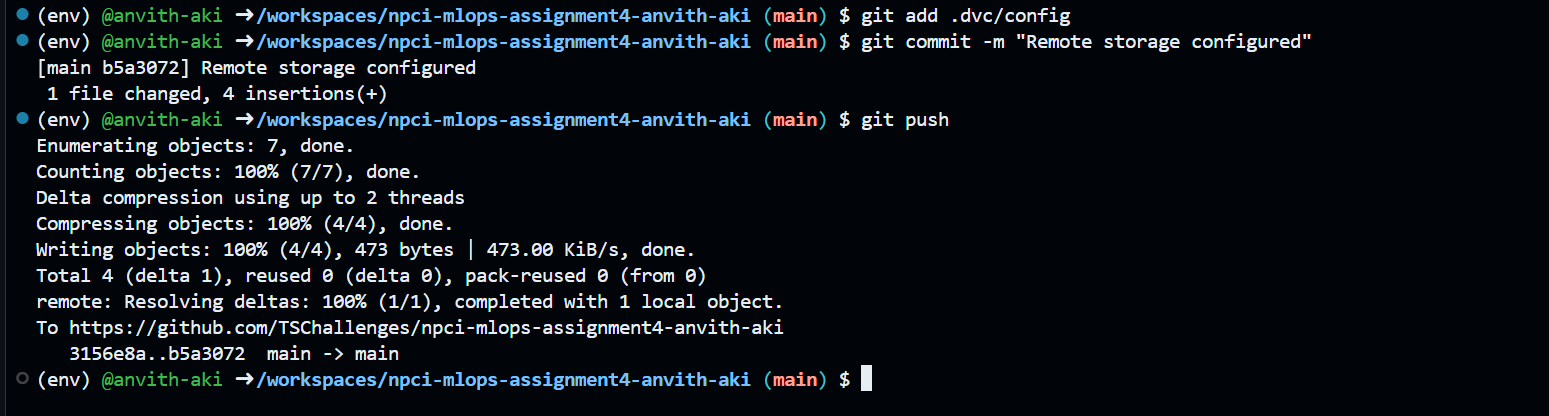 (env) @anvith-aki ➜/workspaces/npci-mlops-assignment4-anvith-aki (main) $ git add .dvc/config
(env) @anvith-aki ➜/workspaces/npci-mlops-assignment4-anvith-aki (main) $ git commit -m "Remote storage configured"
[main b5a3072] Remote storage configured
 1 file changed, 4 insertions(+)
(env) @anvith-aki ➜/workspaces/npci-mlops-assignment4-anvith-aki (main) $ git push
Enumerating objects: 7, done.
Counting objects: 100% (7/7), done.
Delta compression using up to 2 threads
Compressing objects: 100% (4/4), done.
Writing objects: 100% (4/4), 473 bytes | 473.00 KiB/s, done.
Total 4 (delta 1), reused 0 (delta 0), pack-reused 0 (from 0)
remote: Resolving deltas: 100% (1/1), completed with 1 local object.
To https://github.com/TSChallenges/npci-mlops-assignment4-anvith-aki
   3156e8a..b5a3072  main -> main
(env) @anvith-aki ➜/workspaces/npci-mlops-assignment4-anvith-aki (main) $